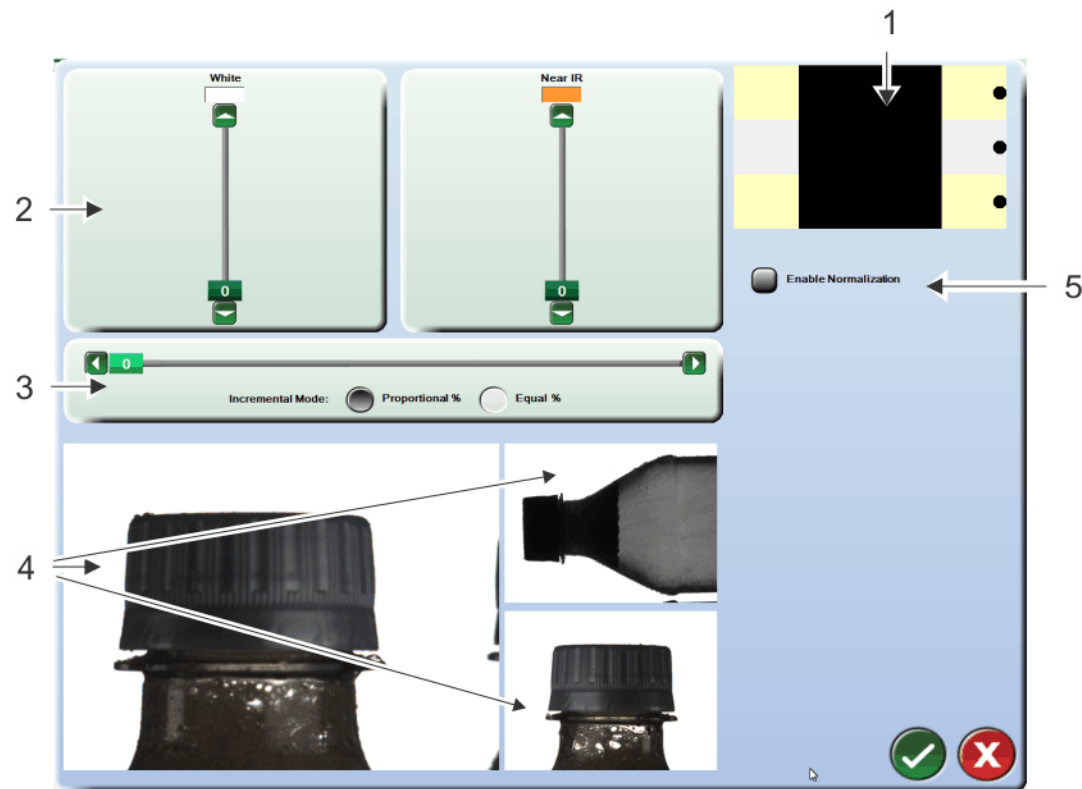 1
White
Near IR
2
0
0
Enable Normalization
5
0
3
Incremental Mode: Proportional % Equal %
4